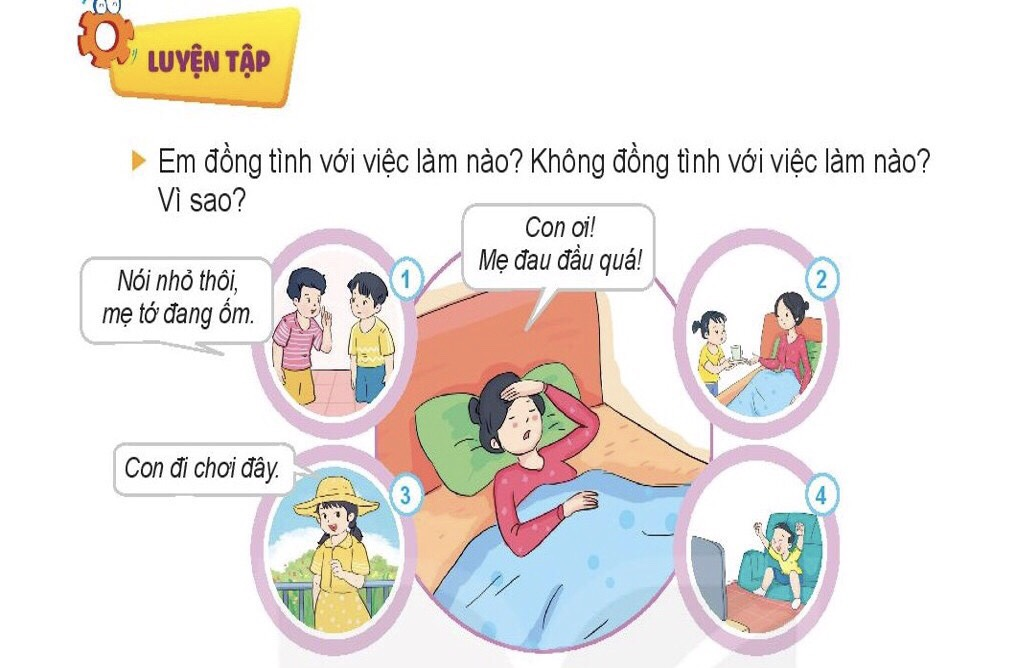 LUYỆN TẬP
Em đồng tình với việc làm nào? Không đồng tình với việc làm nào?
Vì sao?
Con ơi!
Mẹ đau đầu quá!
Nói nhỏ thôi,
mẹ tớ đang ốm.
1
2
Con đi chơi đây.
3
4